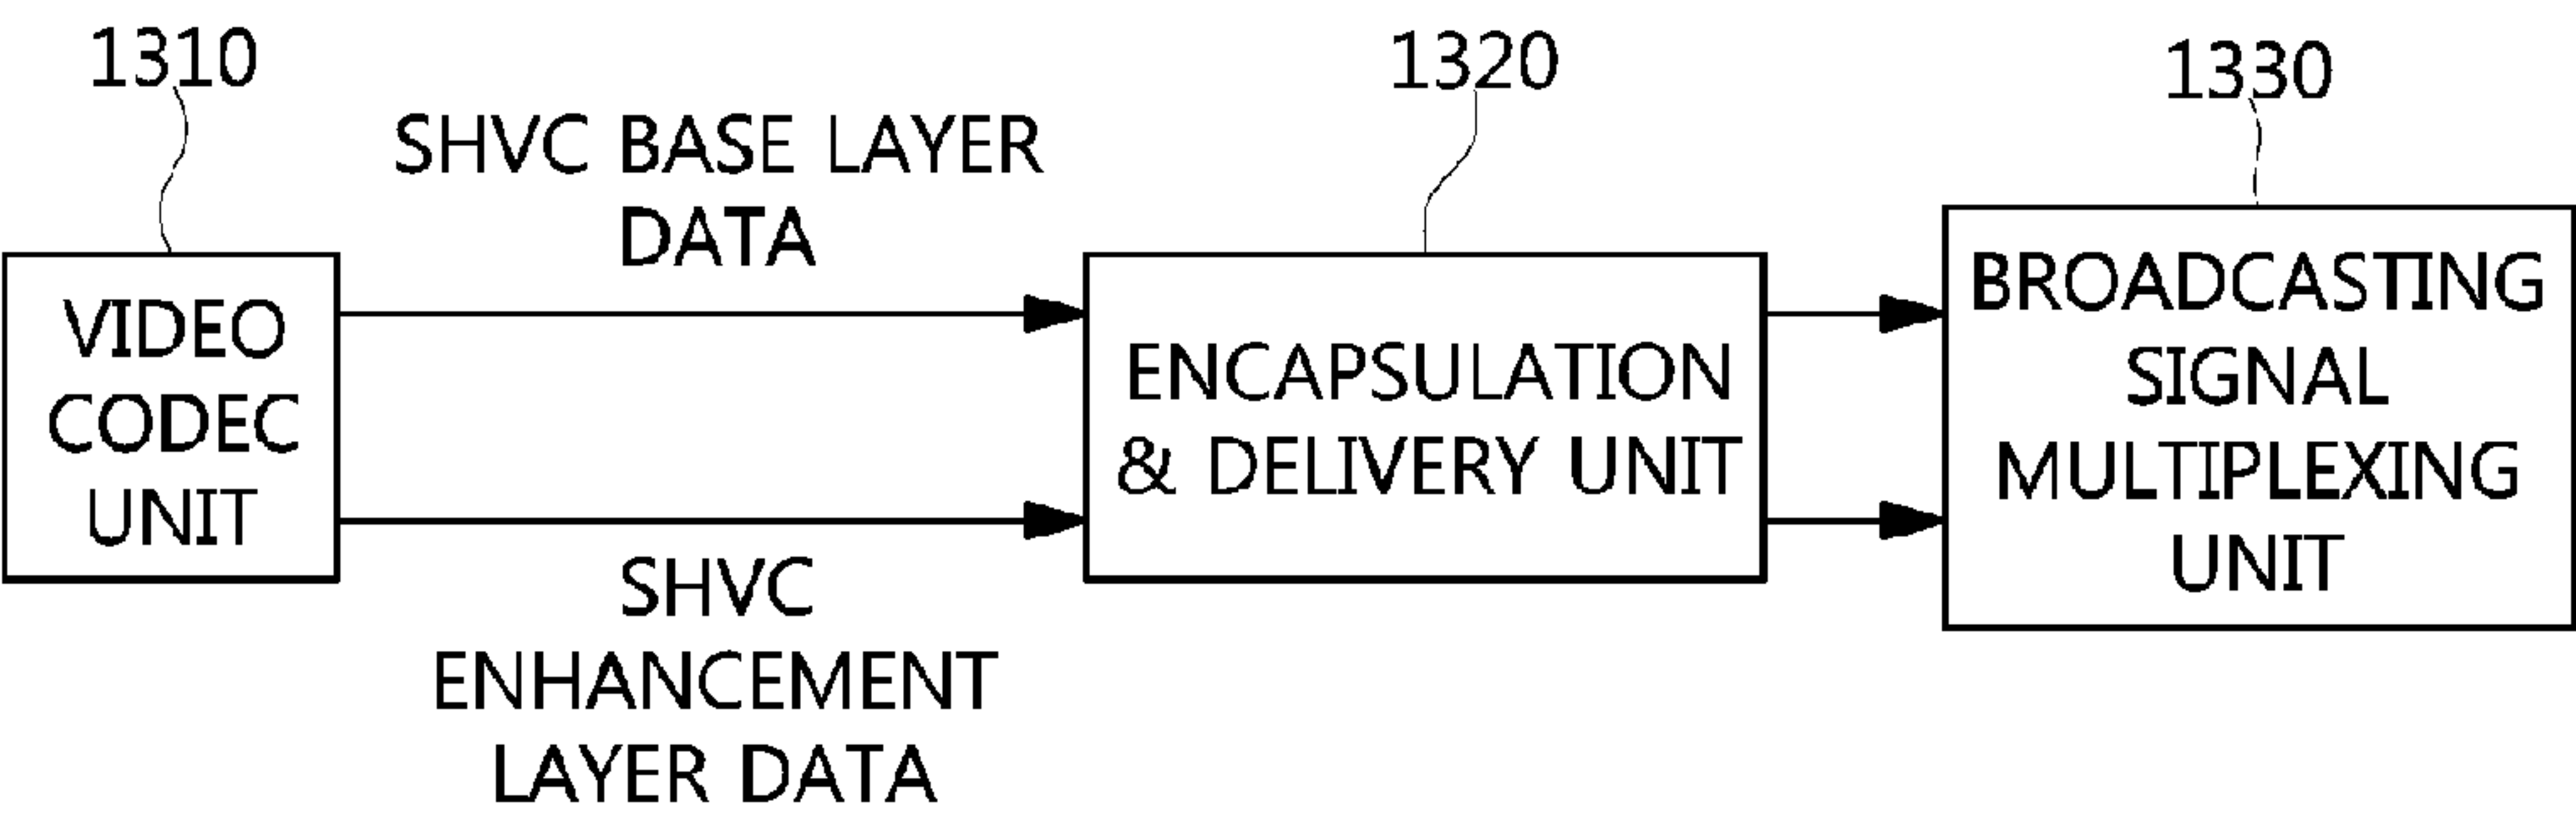 1310
1320
1330
SHVC BASE LAYER
DATA
VIDEO
CODEC
UNIT
SHVC
ENHANCEMENT
LAYER DATA
ENCAPSULATION
& DELIVERY UNIT
BROADCASTING
SIGNAL
MULTIPLEXING
UNIT